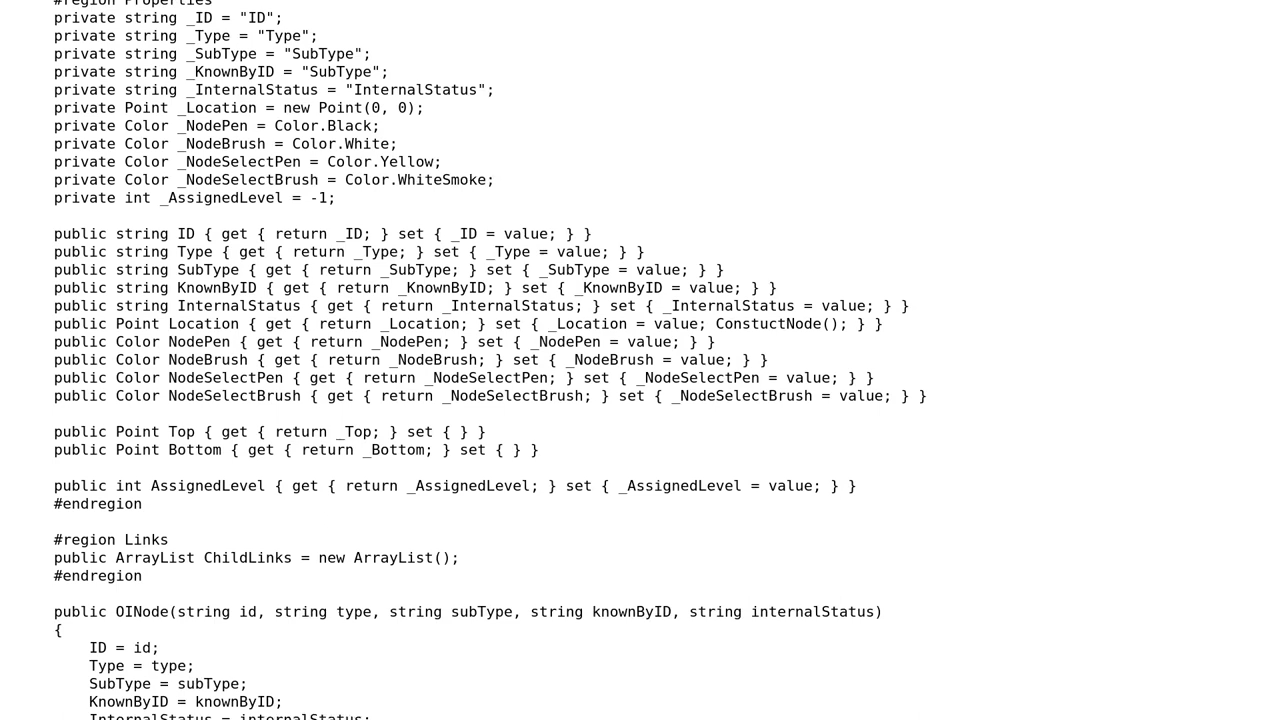 #region Properties
private string _ID = "ID";
private string _Type = "Type";
private string _SubType = "SubType";
private string _KnownByID = "SubType";
private string _InternalStatus = "InternalStatus";
private Point _Location = new Point(0, 0);
private Color _NodePen = Color.Black;
private Color _NodeBrush = Color.White;
private Color _NodeSelectPen = Color.Yellow;
private Color _NodeSelectBrush = Color.WhiteSmoke;
private int _AssignedLevel = -1;
public string ID { get { return _ID; } set { _ID = value; } }
public string Type { get { return _Type; } set { _Type = value; } }
public string SubType { get { return _SubType; } set { _SubType = value; } }
public string KnownByID { get { return _KnownByID; } set { _KnownByID = value; } }
public string InternalStatus { get { return _InternalStatus; } set { _InternalStatus = value; } }
public Point Location { get { return _Location; } set { _Location = value; ConstuctNode(); } }
public Color NodePen { get { return _NodePen; } set { _NodePen = value; } }
public Color NodeBrush { get { return _NodeBrush; } set { _NodeBrush = value; } }
public Color NodeSelectPen { get { return _NodeSelectPen; } set { _NodeSelectPen = value; } }
public Color NodeSelectBrush { get { return _NodeSelectBrush; } set { _NodeSelectBrush = value; } }
public Point Top { get { return _Top; } set { } }
public Point Bottom { get { return _Bottom; } set { } }
public int AssignedLevel { get { return _AssignedLevel; } set { _AssignedLevel = value; } }
#endregion
#region Links
public ArrayList ChildLinks = new ArrayList();
#endregion
public OINode(string id, string type, string subType, string knownByID, string internalStatus)
{
ID = id;
Type = type;
SubType = subType;
KnownByID = knownByID;
InternalStatus = internalStatus;